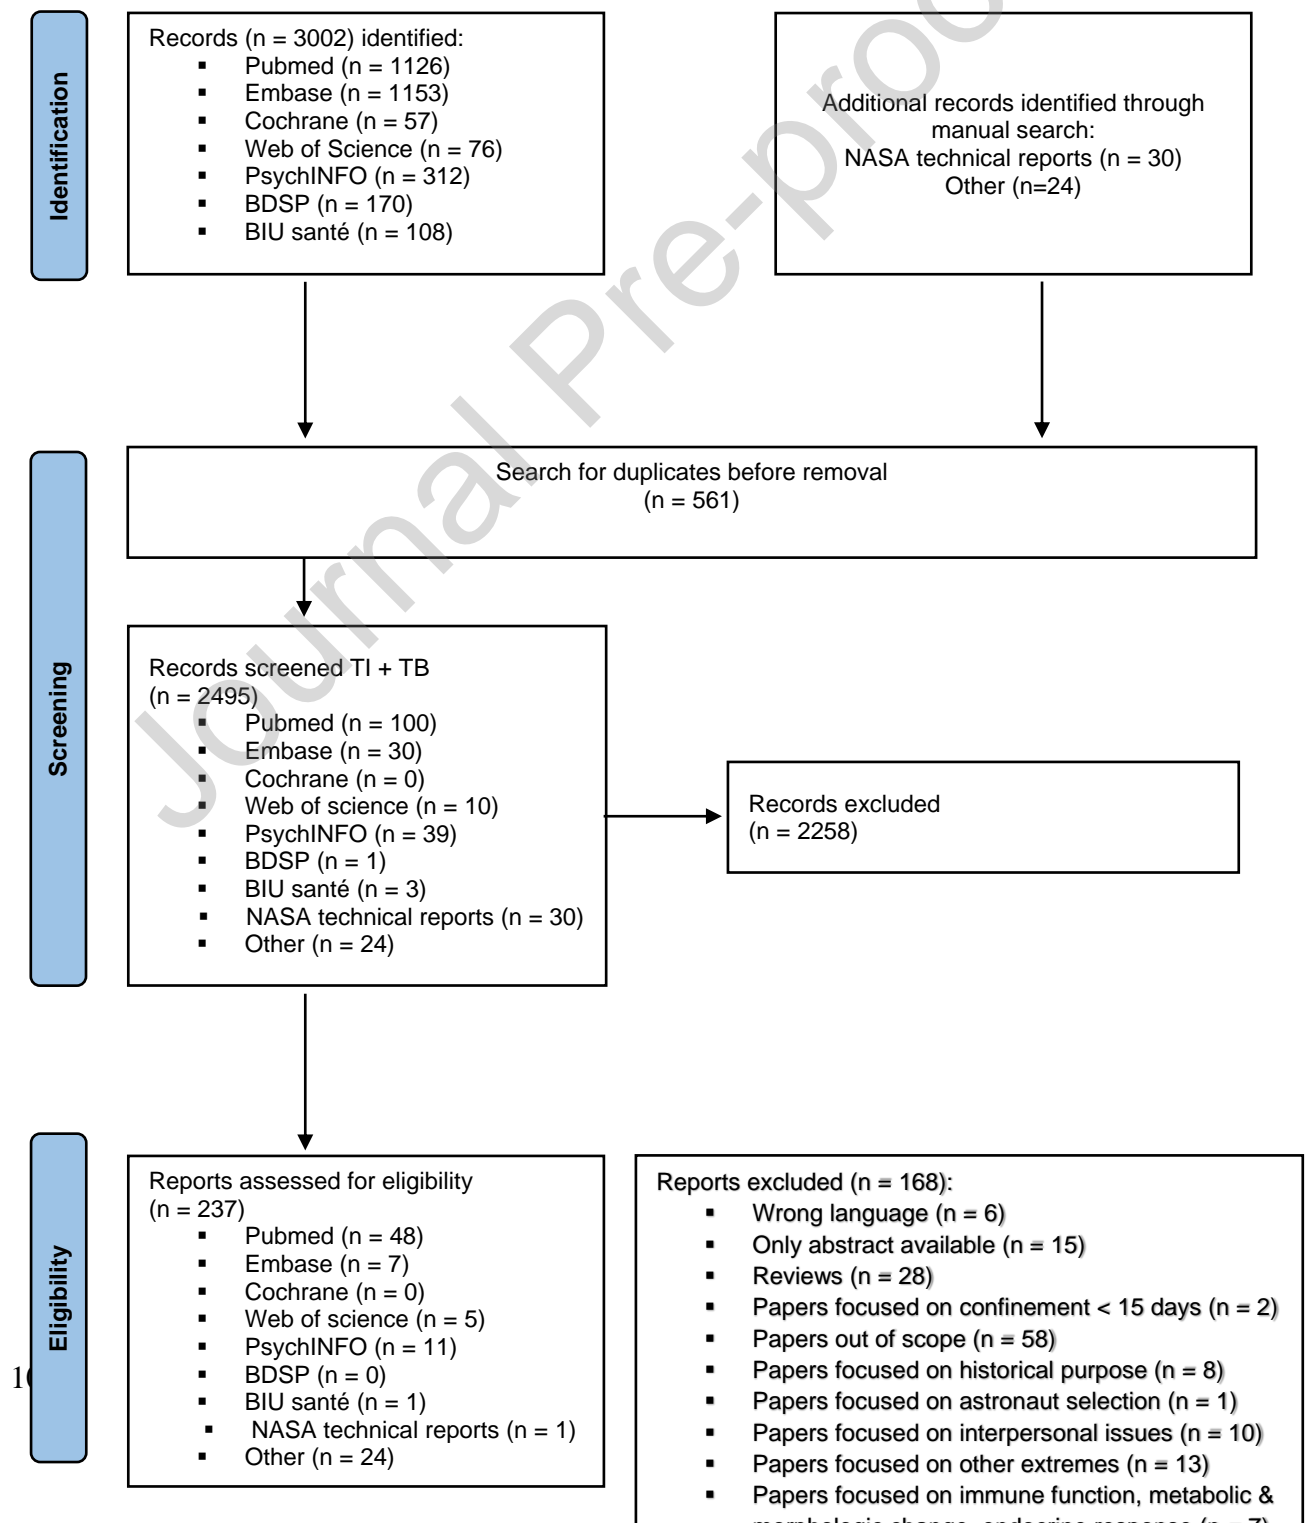 Identification
Records (n = 3002) identified:
▪ Pubmed (n = 1126)
▪ Embase (n = 1153)
▪ Cochrane (n = 57)
▪ Web of Science (n = 76)
▪ PsychINFO (n = 312)
▪ BDSP (n = 170)
▪ BIU santé (n = 108)
Additional records identified through
manual search:
NASA technical reports (n = 30)
Other (n=24)
Screening
Search for duplicates before removal
(n = 561)
Records screened TI + TB
(n = 2495)
▪ Pubmed (n = 100)
▪ Embase (n = 30)
▪ Cochrane (n = 0)
▪ Web of science (n = 10)
▪ PsychINFO (n = 39)
▪ BDSP (n = 1)
▪ BIU santé (n = 3)
▪ NASA technical reports (n = 30)
▪ Other (n = 24)
Records excluded
(n = 2258)
Eligibility
Reports assessed for eligibility
(n = 237)
▪ Pubmed (n = 48)
▪ Embase (n = 7)
▪ Cochrane (n = 0)
▪ Web of science (n = 5)
▪ PsychINFO (n = 11)
▪ BDSP (n = 0)
▪ BIU santé (n = 1)
▪ NASA technical reports (n = 1)
▪ Other (n = 24)
Reports excluded (n = 168):
▪ Wrong language (n = 6)
▪ Only abstract available (n = 15)
▪ Reviews (n = 28)
▪ Papers focused on confinement < 15 days (n = 2)
▪ Papers out of scope (n = 58)
▪ Papers focused on historical purpose (n = 8)
▪ Papers focused on astronaut selection (n = 1)
▪ Papers focused on interpersonal issues (n = 10)
▪ Papers focused on other extremes (n = 13)
▪ Papers focused on immune function, metabolic &
morphologic change, endocrine response (n = 7)
Journal Pre-proo